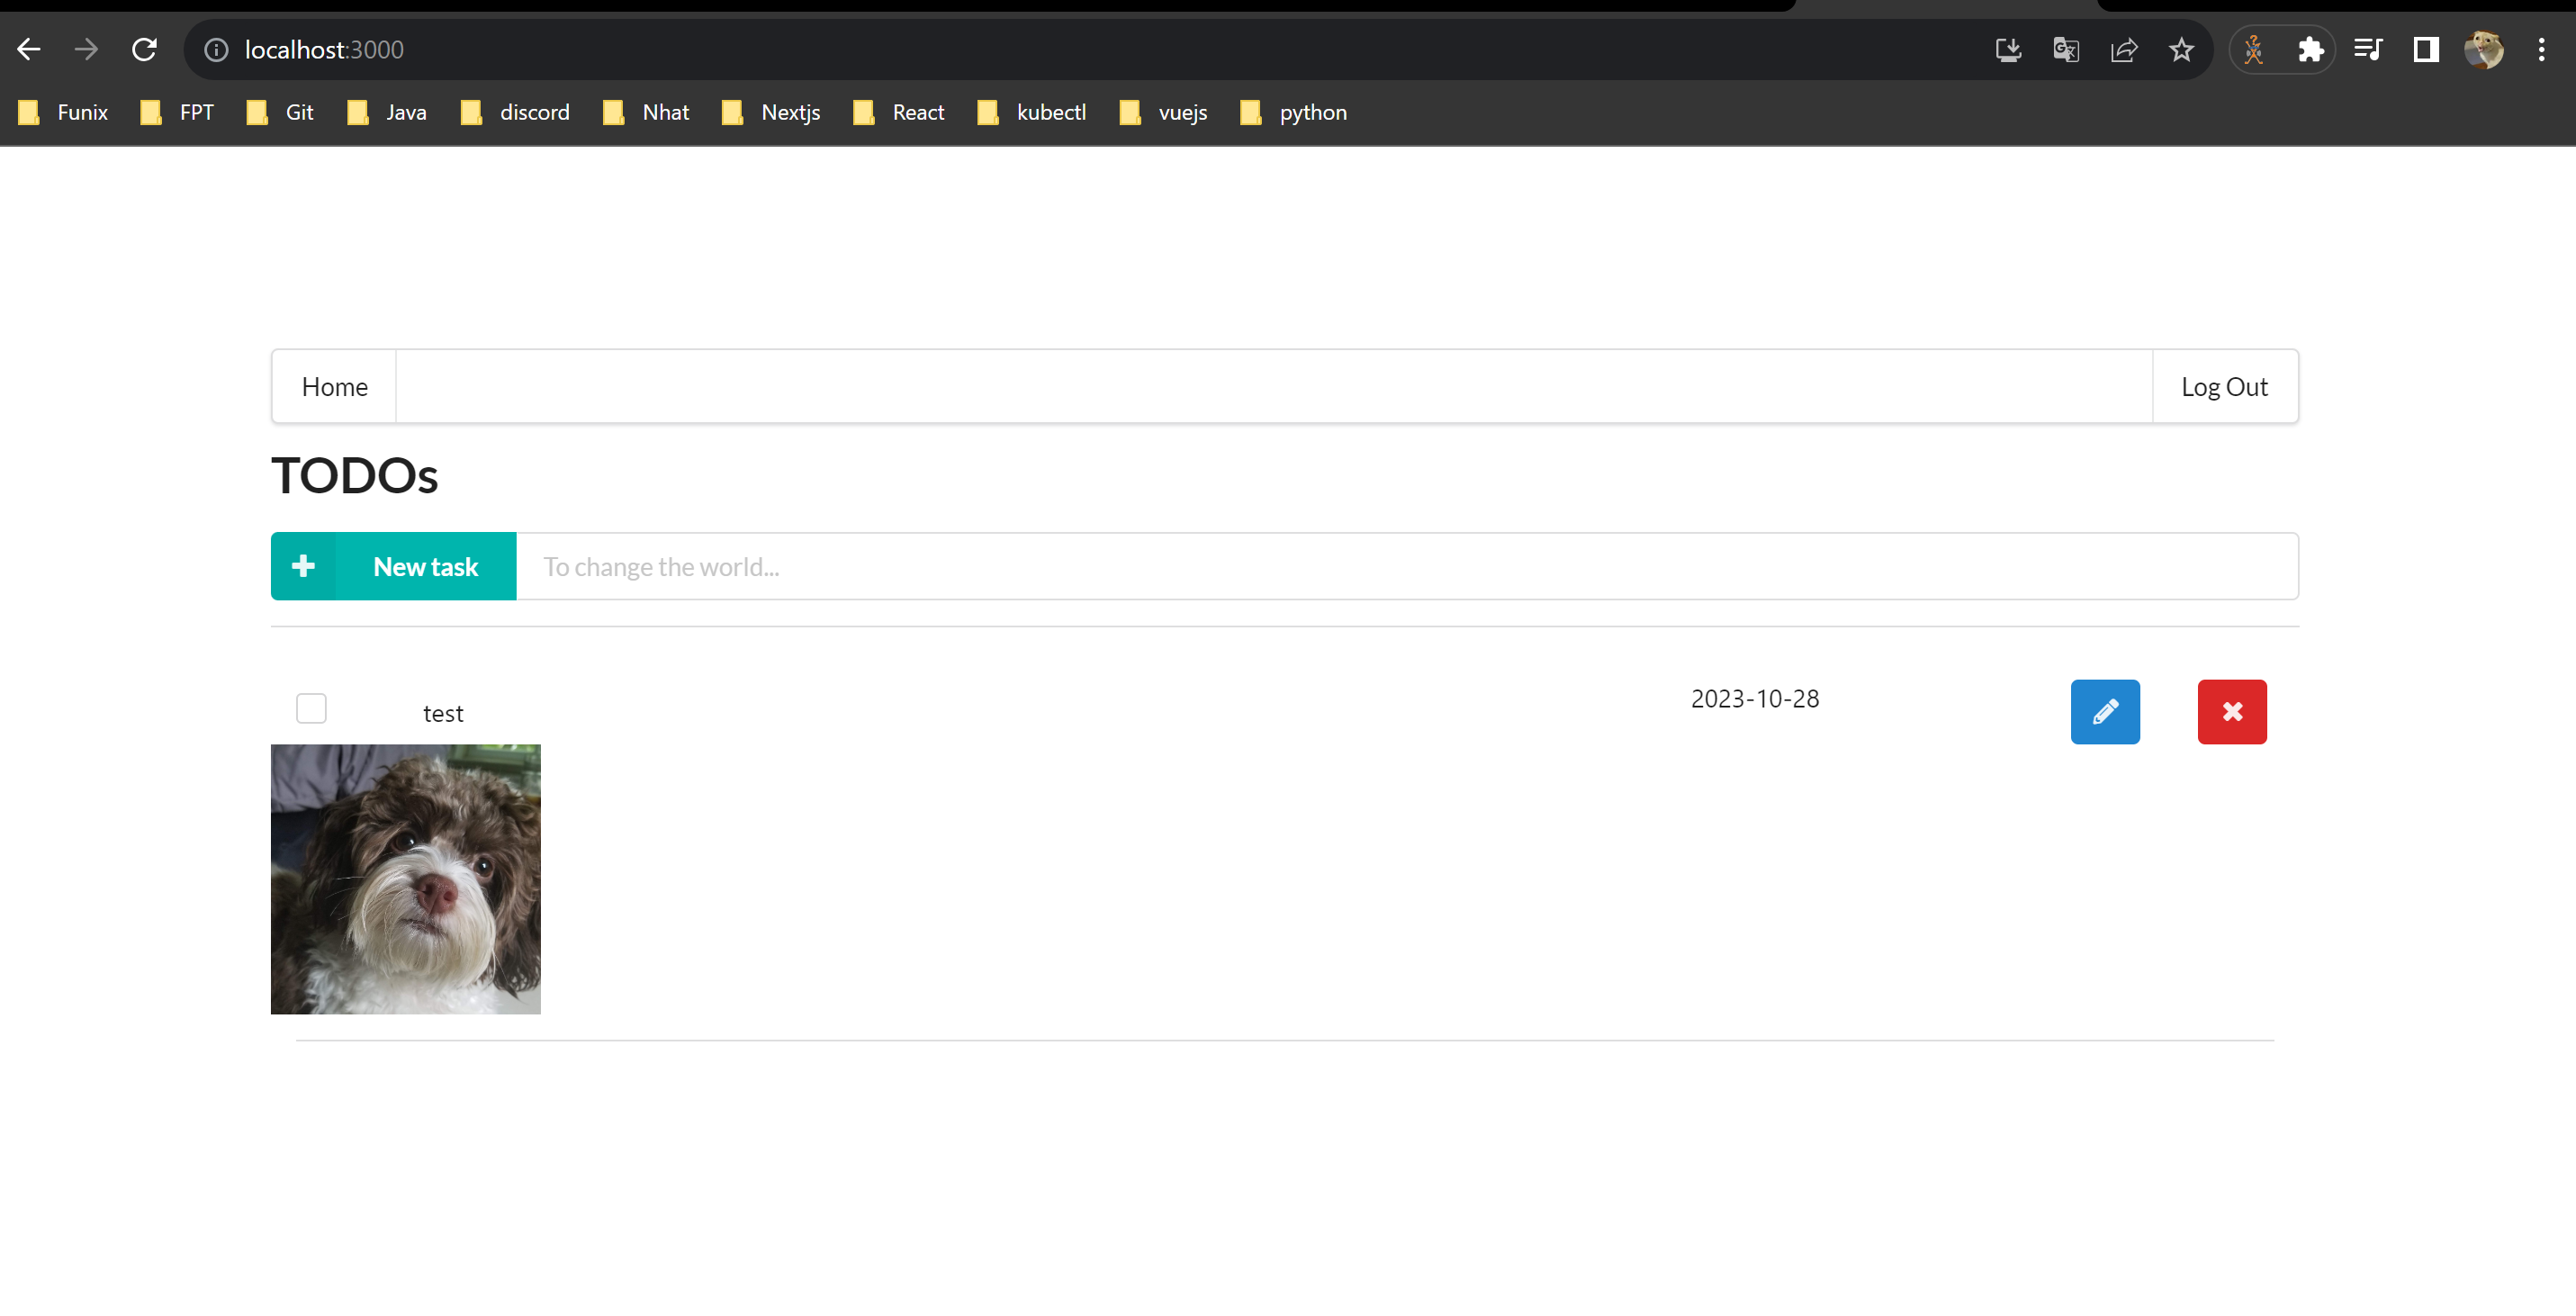 localhost:3000
Funix FPT Git Java discord Nhat Nextjs React kubectl vuejs python
Home Log Out
TODOs
New task To change the world...
test 2023-10-28